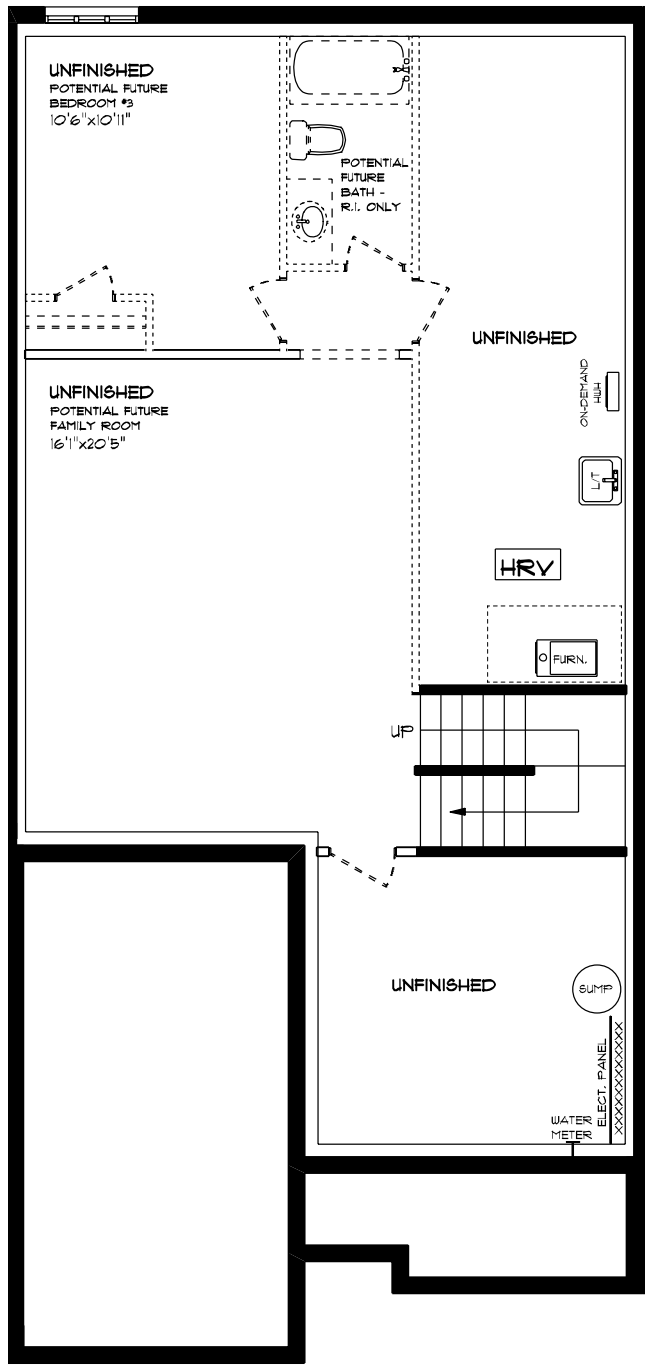 UNFINISHED
POTENTIAL FUTURE
BEDROOM #3
10'6"x10'11"
POTENTIAL
FUTURE
BATH -
R.I. ONLY
UNFINISHED
ON-DEMAND
HWH
UNFINISHED
POTENTIAL FUTURE
FAMILY ROOM
16'1"x20'5"
L/T
HRV
FURN.
UP
UNFINISHED
SUMP
ELECT. PANEL
XXXXXXXXXXXXX
WATER
METER